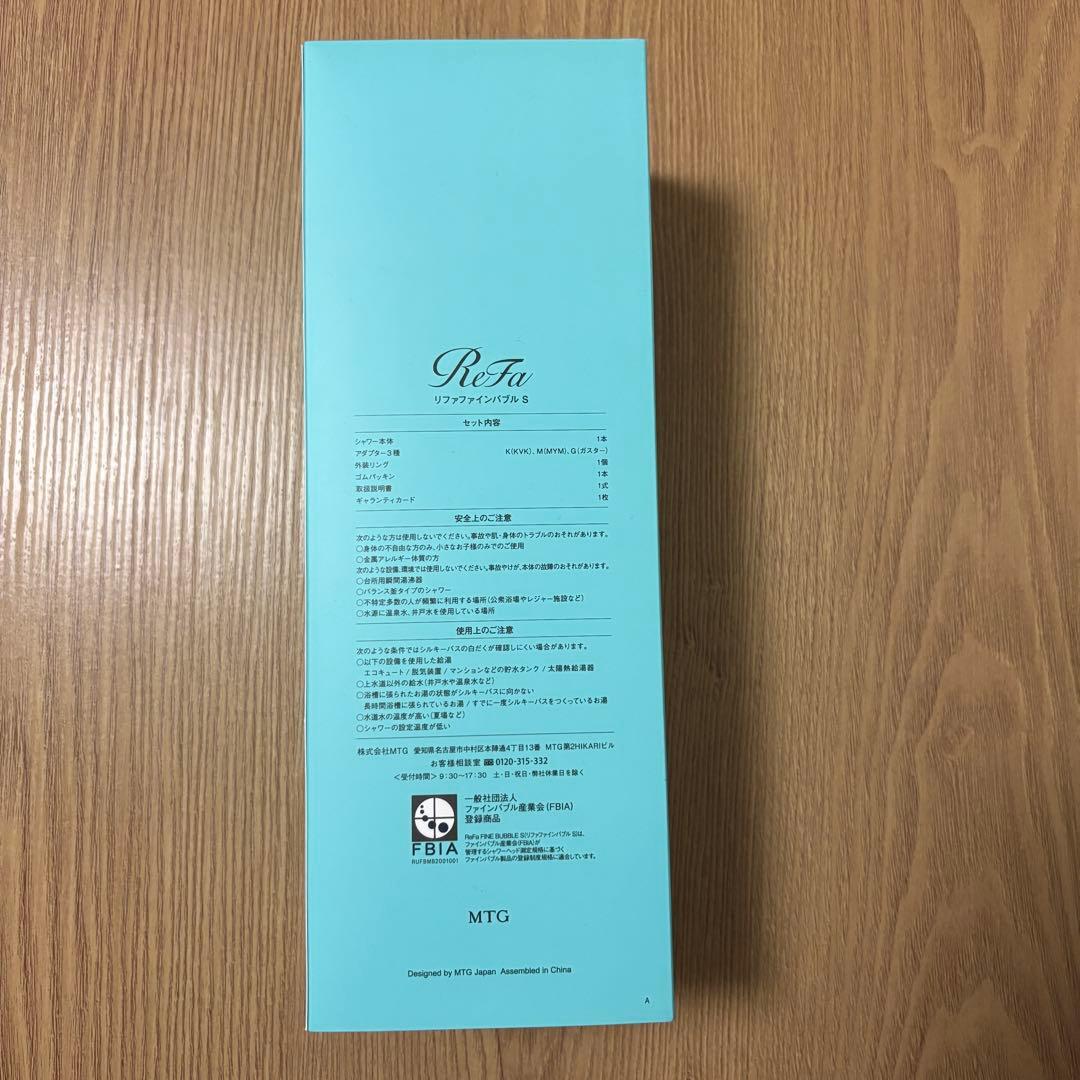 ReFa
リファファインバブル S
セット内容
シャワー本体 1本
アダプター3種 K(KVK)、M(MYM)、G(ガスター)
外装リング 1個
ゴムパッキン 1本
取扱説明書 1式
ギャランティカード 1枚
安全上のご注意
次のような方は使用しないでください。事故や肌・身体のトラブルのおそれがあります。
○身体の不自由な方のみ、小さなお子様のみでのご使用
○金属アレルギー体質の方
次のような設備、環境では使用しないでください。事故やけが、本体の故障のおそれがあります。
○台所用瞬間湯沸器
○バランス釜タイプのシャワー
○不特定多数の人が頻繁に利用する場所(公衆浴場やレジャー施設など)
○水源に温泉水、井戸水を使用している場所
使用上のご注意
次のような条件ではシルキーバスの白だくが確認しにくい場合があります。
○以下の設備を使用した給湯
エコキュート / 脱気装置 / マンションなどの貯水タンク / 太陽熱給湯器
○上水道以外の給水(井戸水や温泉水など)
○浴槽に張られたお湯の状態がシルキーバスに向かない
長時間浴槽に張られているお湯 / すでに一度シルキーバスをつくっているお湯
○水道水の温度が高い(夏場など)
○シャワーの設定温度が低い
株式会社MTG 愛知県名古屋市中村区本陣通4丁目13番 MTG第2HIKARIビル
お客様相談室 0120-315-332
<受付時間> 9:30〜17:30 土・日・祝日・弊社休業日を除く
FBIA
RUFBMB2001001
一般社団法人
ファインバブル産業会(FBIA)
登録商品
ReFa FINE BUBBLE S(リファファインバブル S)は、
ファインバブル産業会(FBIA)が
管理するシャワーヘッド測定規格に基づく
ファインバブル製品の登録制度規格に適合しています。
MTG
Designed by MTG Japan Assembled in China
A